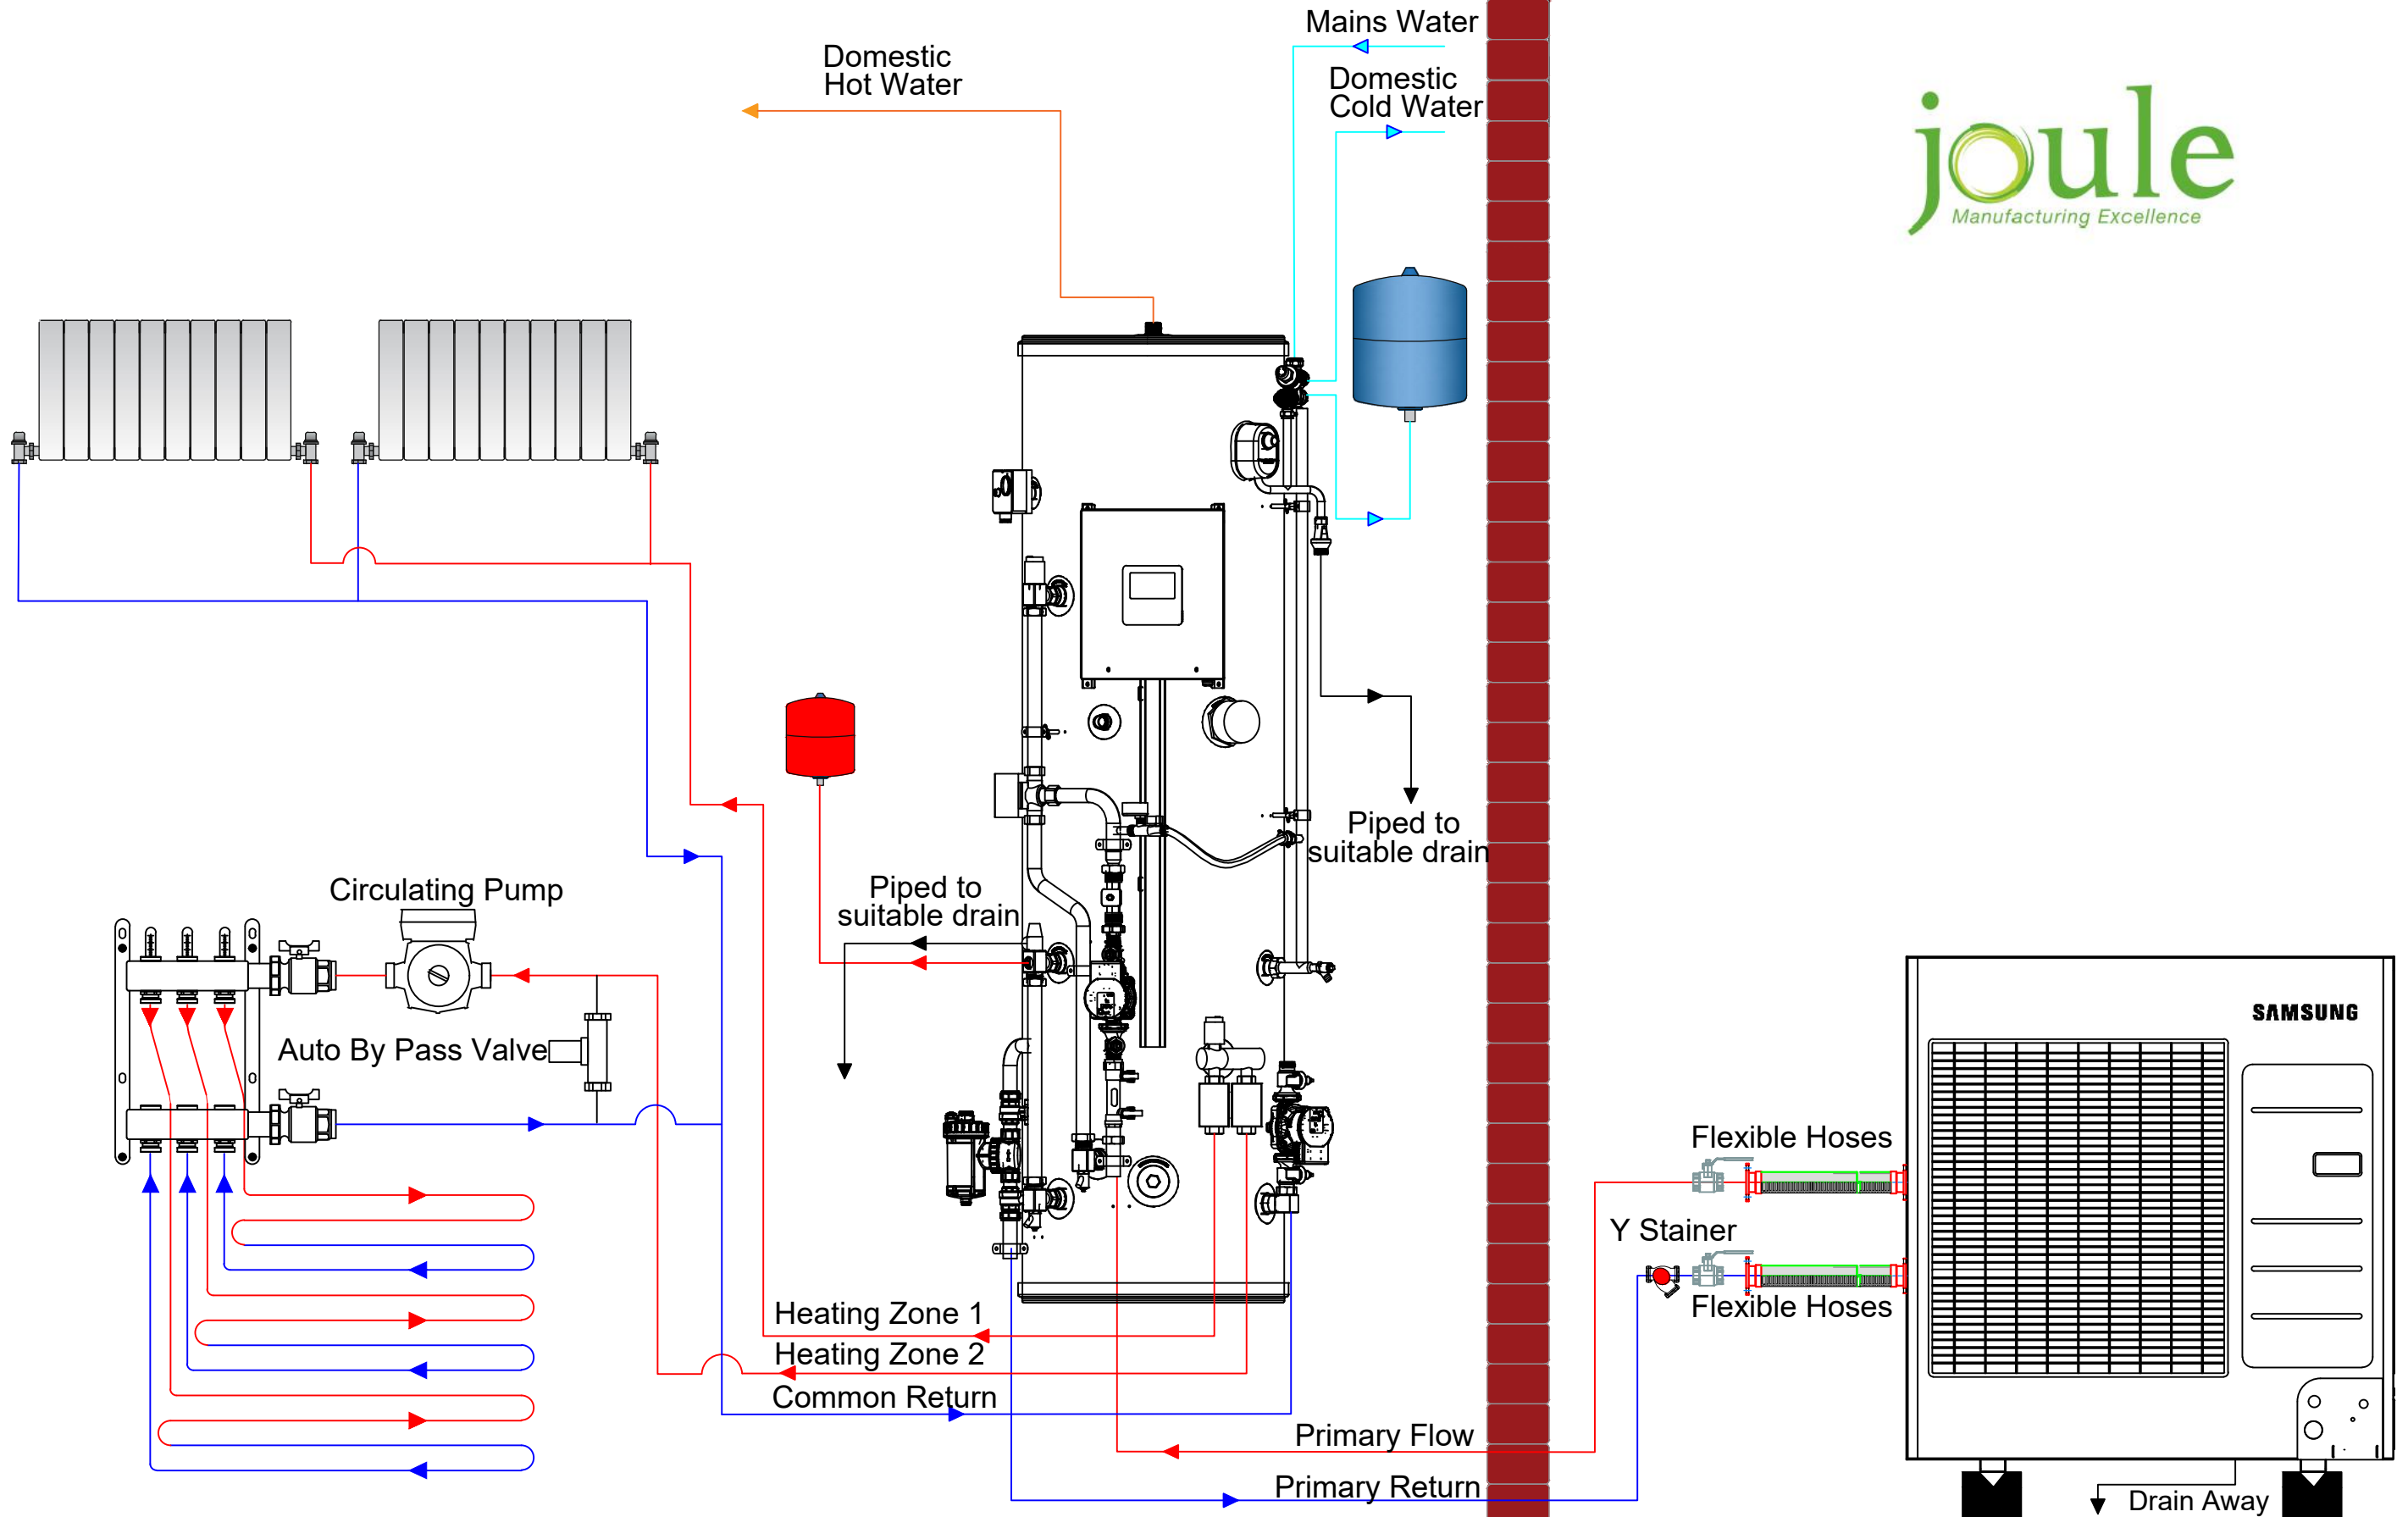 Mains Water
Domestic
Hot Water
Domestic
Cold Water
joule
Manufacturing Excellence
Piped to
suitable drain
Piped to
suitable drain
Circulating Pump
Auto By Pass Valve
SAMSUNG
Flexible Hoses
Y Stainer
Flexible Hoses
Heating Zone 1
Heating Zone 2
Common Return
Primary Flow
Primary Return
Drain Away